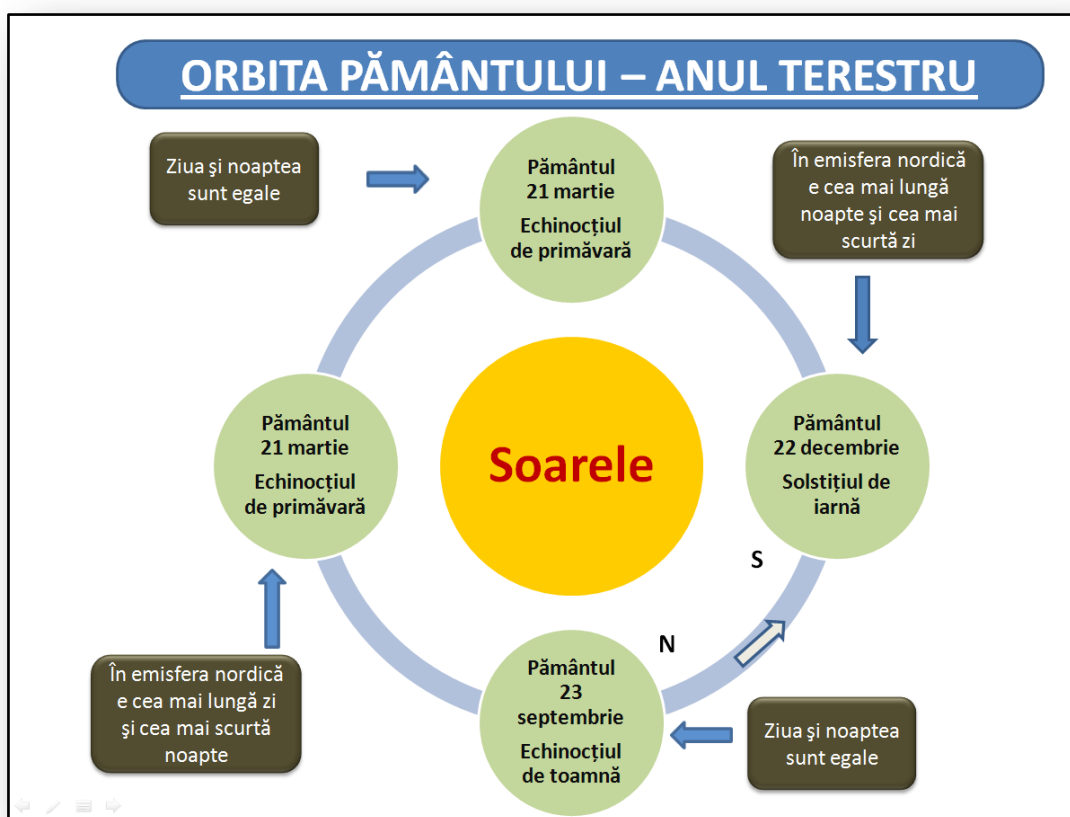 ORBITA PĂMÂNTULUI – ANUL TERESTRU
Ziua şi noaptea
sunt egale
Pământul
21 martie
Echinocțiul
de primăvară
În emisfera nordică
e cea mai lungă
noapte şi cea mai
scurtă zi
Pământul
21 martie
Echinocțiul
de primăvară
Soarele
Pământul
22 decembrie
Solstițiul de
iarnă
S
N
În emisfera nordică
e cea mai lungă zi
şi cea mai scurtă
noapte
Pământul
23
septembrie
Echinocțiul
de toamnă
Ziua şi noaptea
sunt egale